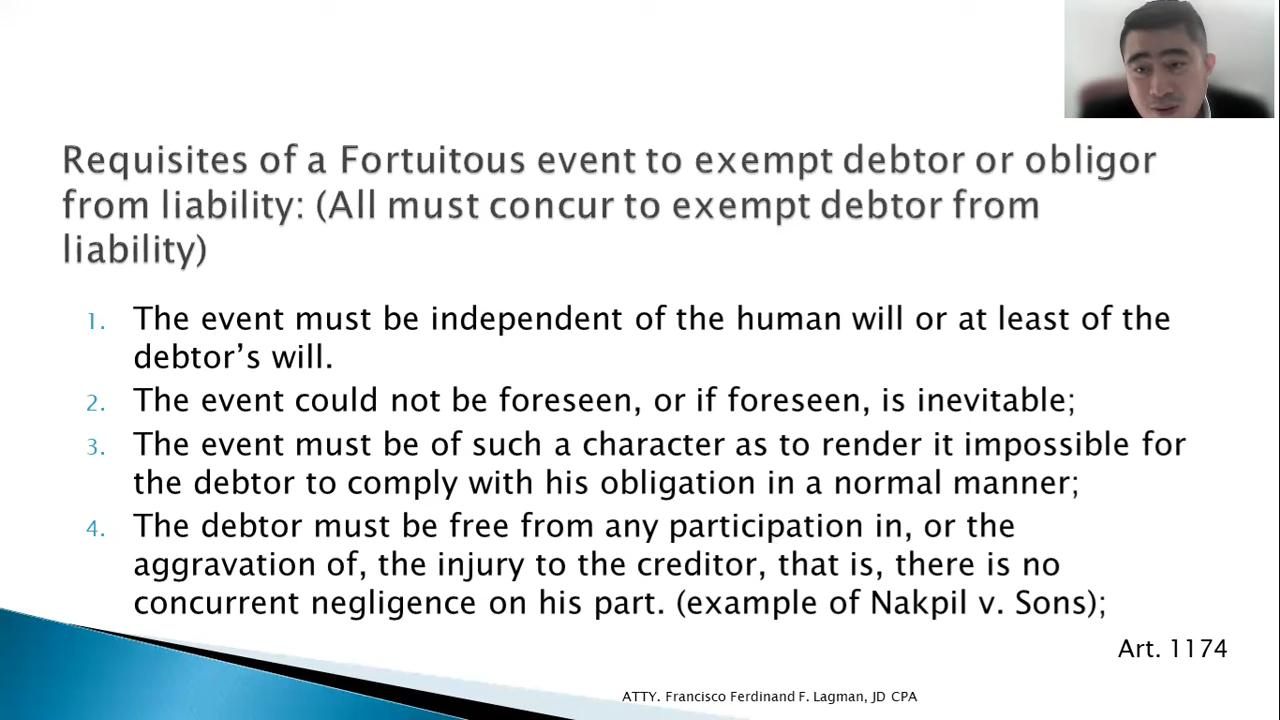 Requisites of a Fortuitous event to exempt debtor or obligor
from liability: (All must concur to exempt debtor from
liability)
1. The event must be independent of the human will or at least of the
debtor’s will.
2. The event could not be foreseen, or if foreseen, is inevitable;
3. The event must be of such a character as to render it impossible for
the debtor to comply with his obligation in a normal manner;
4. The debtor must be free from any participation in, or the
aggravation of, the injury to the creditor, that is, there is no
concurrent negligence on his part. (example of Nakpil v. Sons);
Art. 1174
ATTY. Francisco Ferdinand F. Lagman, JD CPA